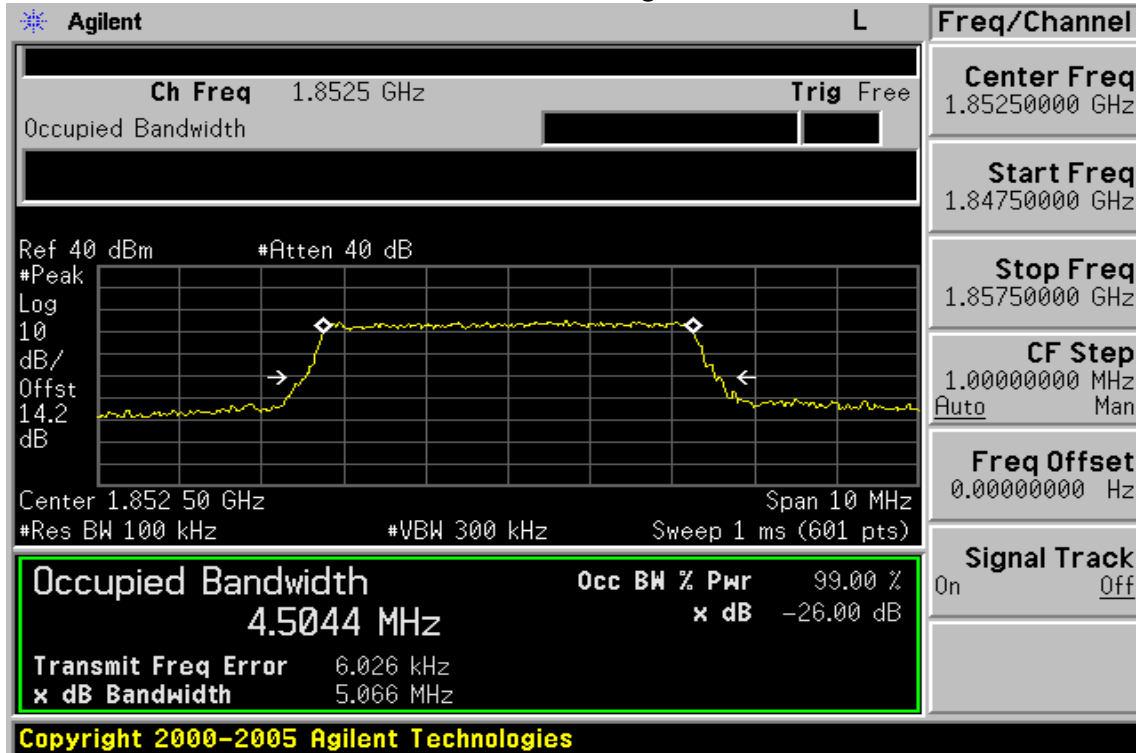 Agilent L Freq/Channel
Ch Freq 1.8525 GHz Trig Free
Occupied Bandwidth
Center Freq
1.85250000 GHz
Start Freq
1.84750000 GHz
Stop Freq
1.85750000 GHz
CF Step
1.00000000 MHz
Auto Man
Freq Offset
0.00000000 Hz
Signal Track
On Off
Ref 40 dBm #Atten 40 dB
#Peak
Log
10
dB/
Offst
14.2
dB
Center 1.852 50 GHz Span 10 MHz
#Res BW 100 kHz #VBW 300 kHz Sweep 1 ms (601 pts)
Occupied Bandwidth Occ BW % Pwr 99.00 %
4.5044 MHz x dB -26.00 dB
Transmit Freq Error 6.026 kHz
x dB Bandwidth 5.066 MHz
Copyright 2000-2005 Agilent Technologies